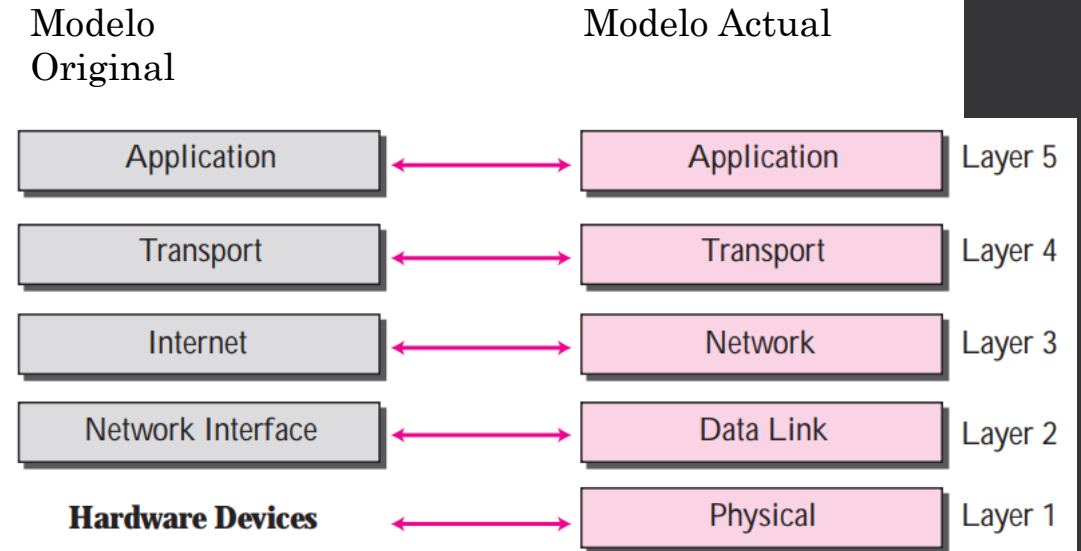 Modelo
Original
Modelo Actual
Application
Application
Layer 5
Transport
Transport
Layer 4
Internet
Network
Layer 3
Network Interface
Data Link
Layer 2
Hardware Devices
Physical
Layer 1